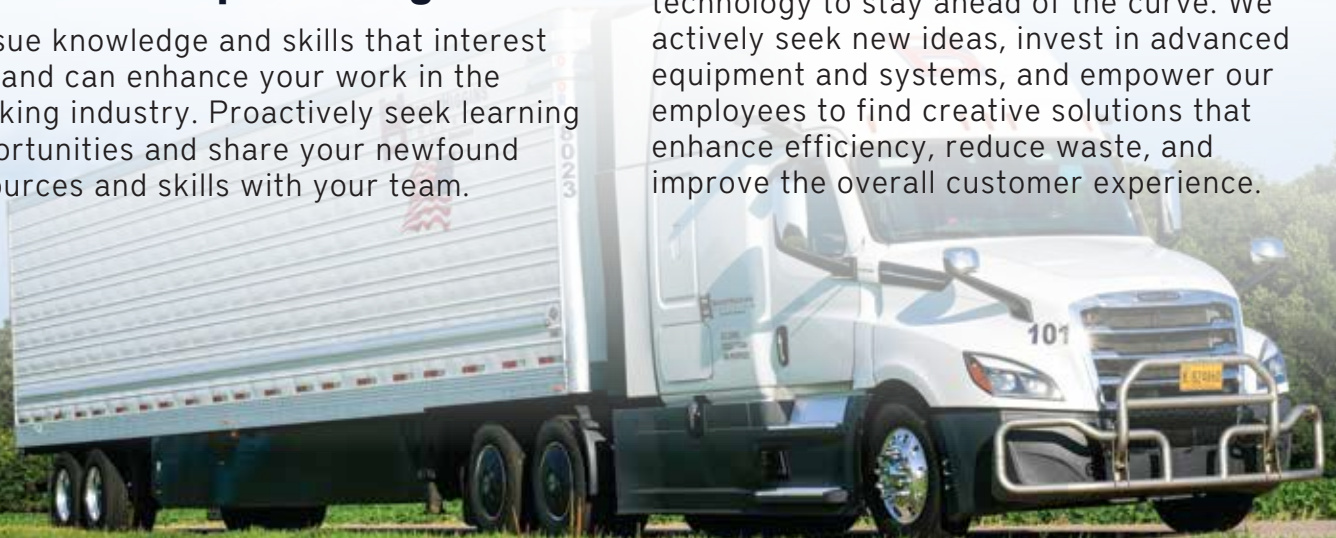 sue knowledge and skills that interest
and can enhance your work in the
king industry. Proactively seek learning
ortunities and share your newfound
ources and skills with your team.
technology to stay ahead of the curve. We
actively seek new ideas, invest in advanced
equipment and systems, and empower our
employees to find creative solutions that
enhance efficiency, reduce waste, and
improve the overall customer experience.
101